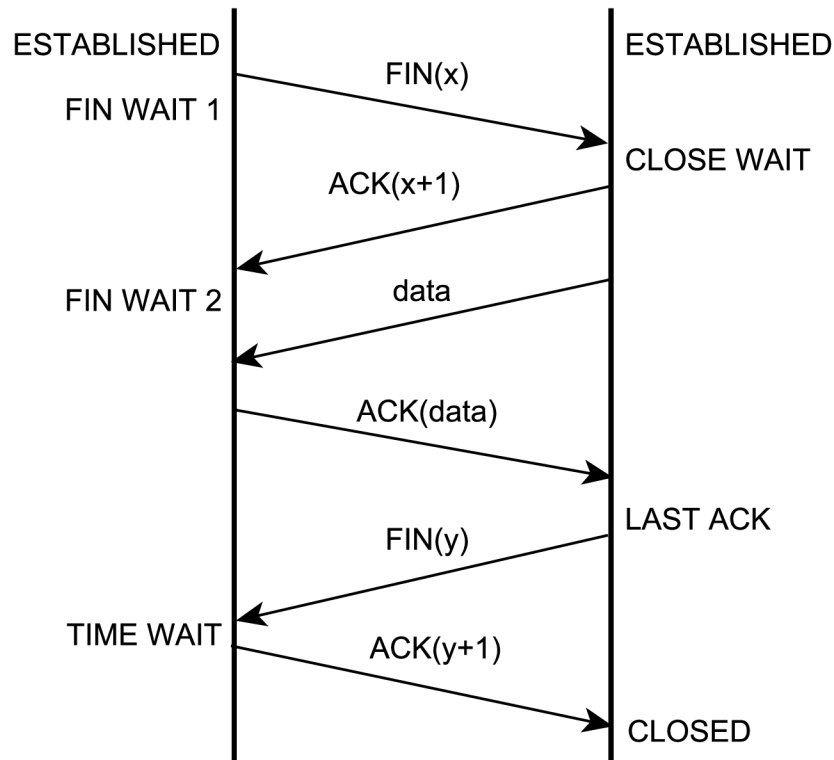 ESTABLISHED
ESTABLISHED
FIN(x)
FIN WAIT 1
CLOSE WAIT
ACK(x+1)
data
FIN WAIT 2
ACK(data)
LAST ACK
FIN(y)
TIME WAIT
ACK(y+1)
CLOSED